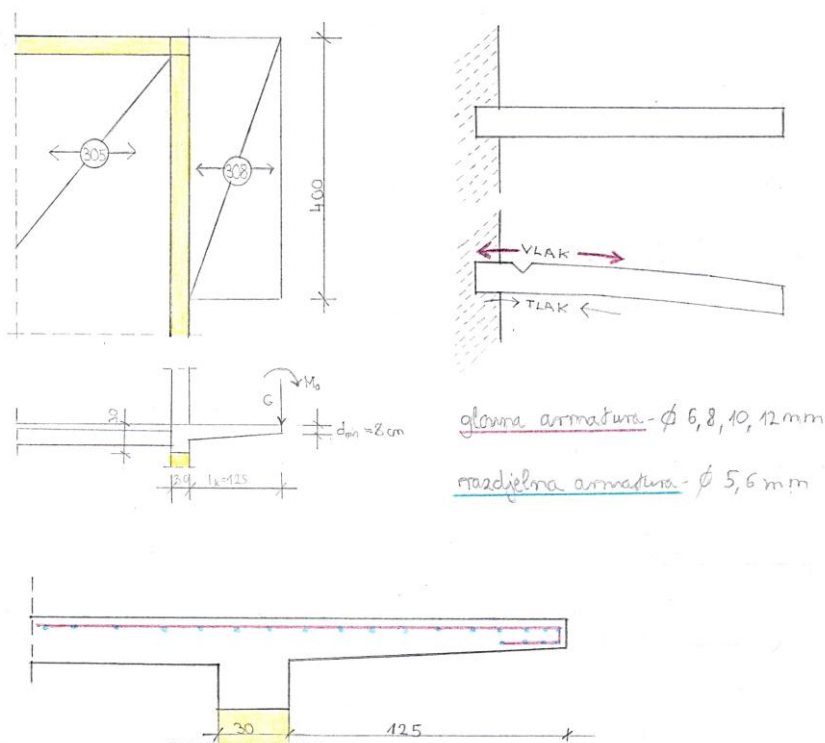 305
308
400
VLAK
TLAK
M₀
G
30
dmin = 8 cm
30
lk=125
glavna armatura - ϕ 6, 8, 10, 12 mm
razdjelna armatura - ϕ 5, 6 mm
30
125